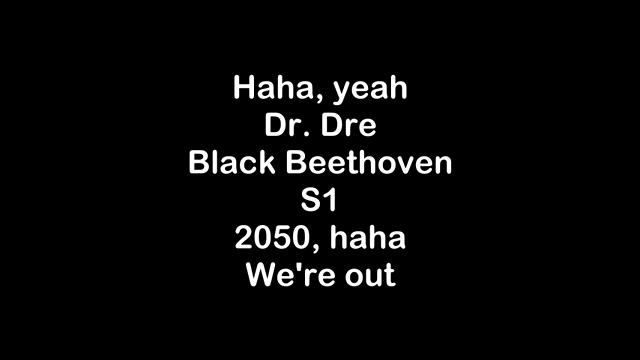 Haha, yeah
Dr. Dre
Black Beethoven
S1
2050, haha
We're out